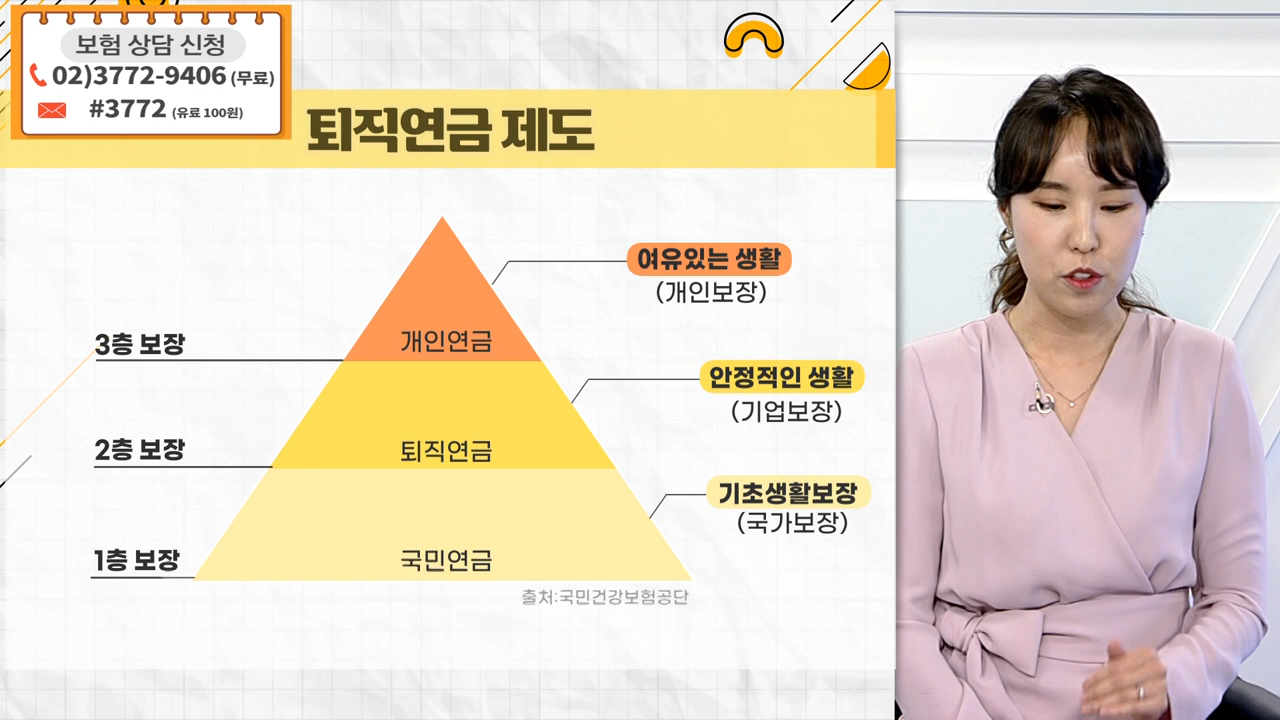 보험 상담 신청
02)3772-9406 (무료)
#3772 (유료 100원)
퇴직연금 제도
여유있는 생활
(개인보장)
3층 보장
개인연금
안정적인 생활
(기업보장)
2층 보장
퇴직연금
기초생활보장
(국가보장)
1층 보장
국민연금
출처:국민건강보험공단